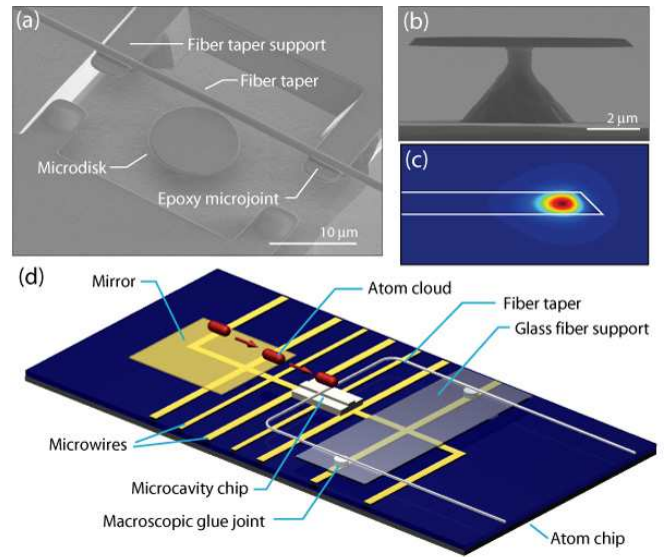 (a)
Fiber taper support
Fiber taper
Microdisk
Epoxy microjoint
10 μm
(b)
2 μm
(c)
(d)
Mirror
Atom cloud
Fiber taper
Glass fiber support
Microwires
Microcavity chip
Macroscopic glue joint
Atom chip